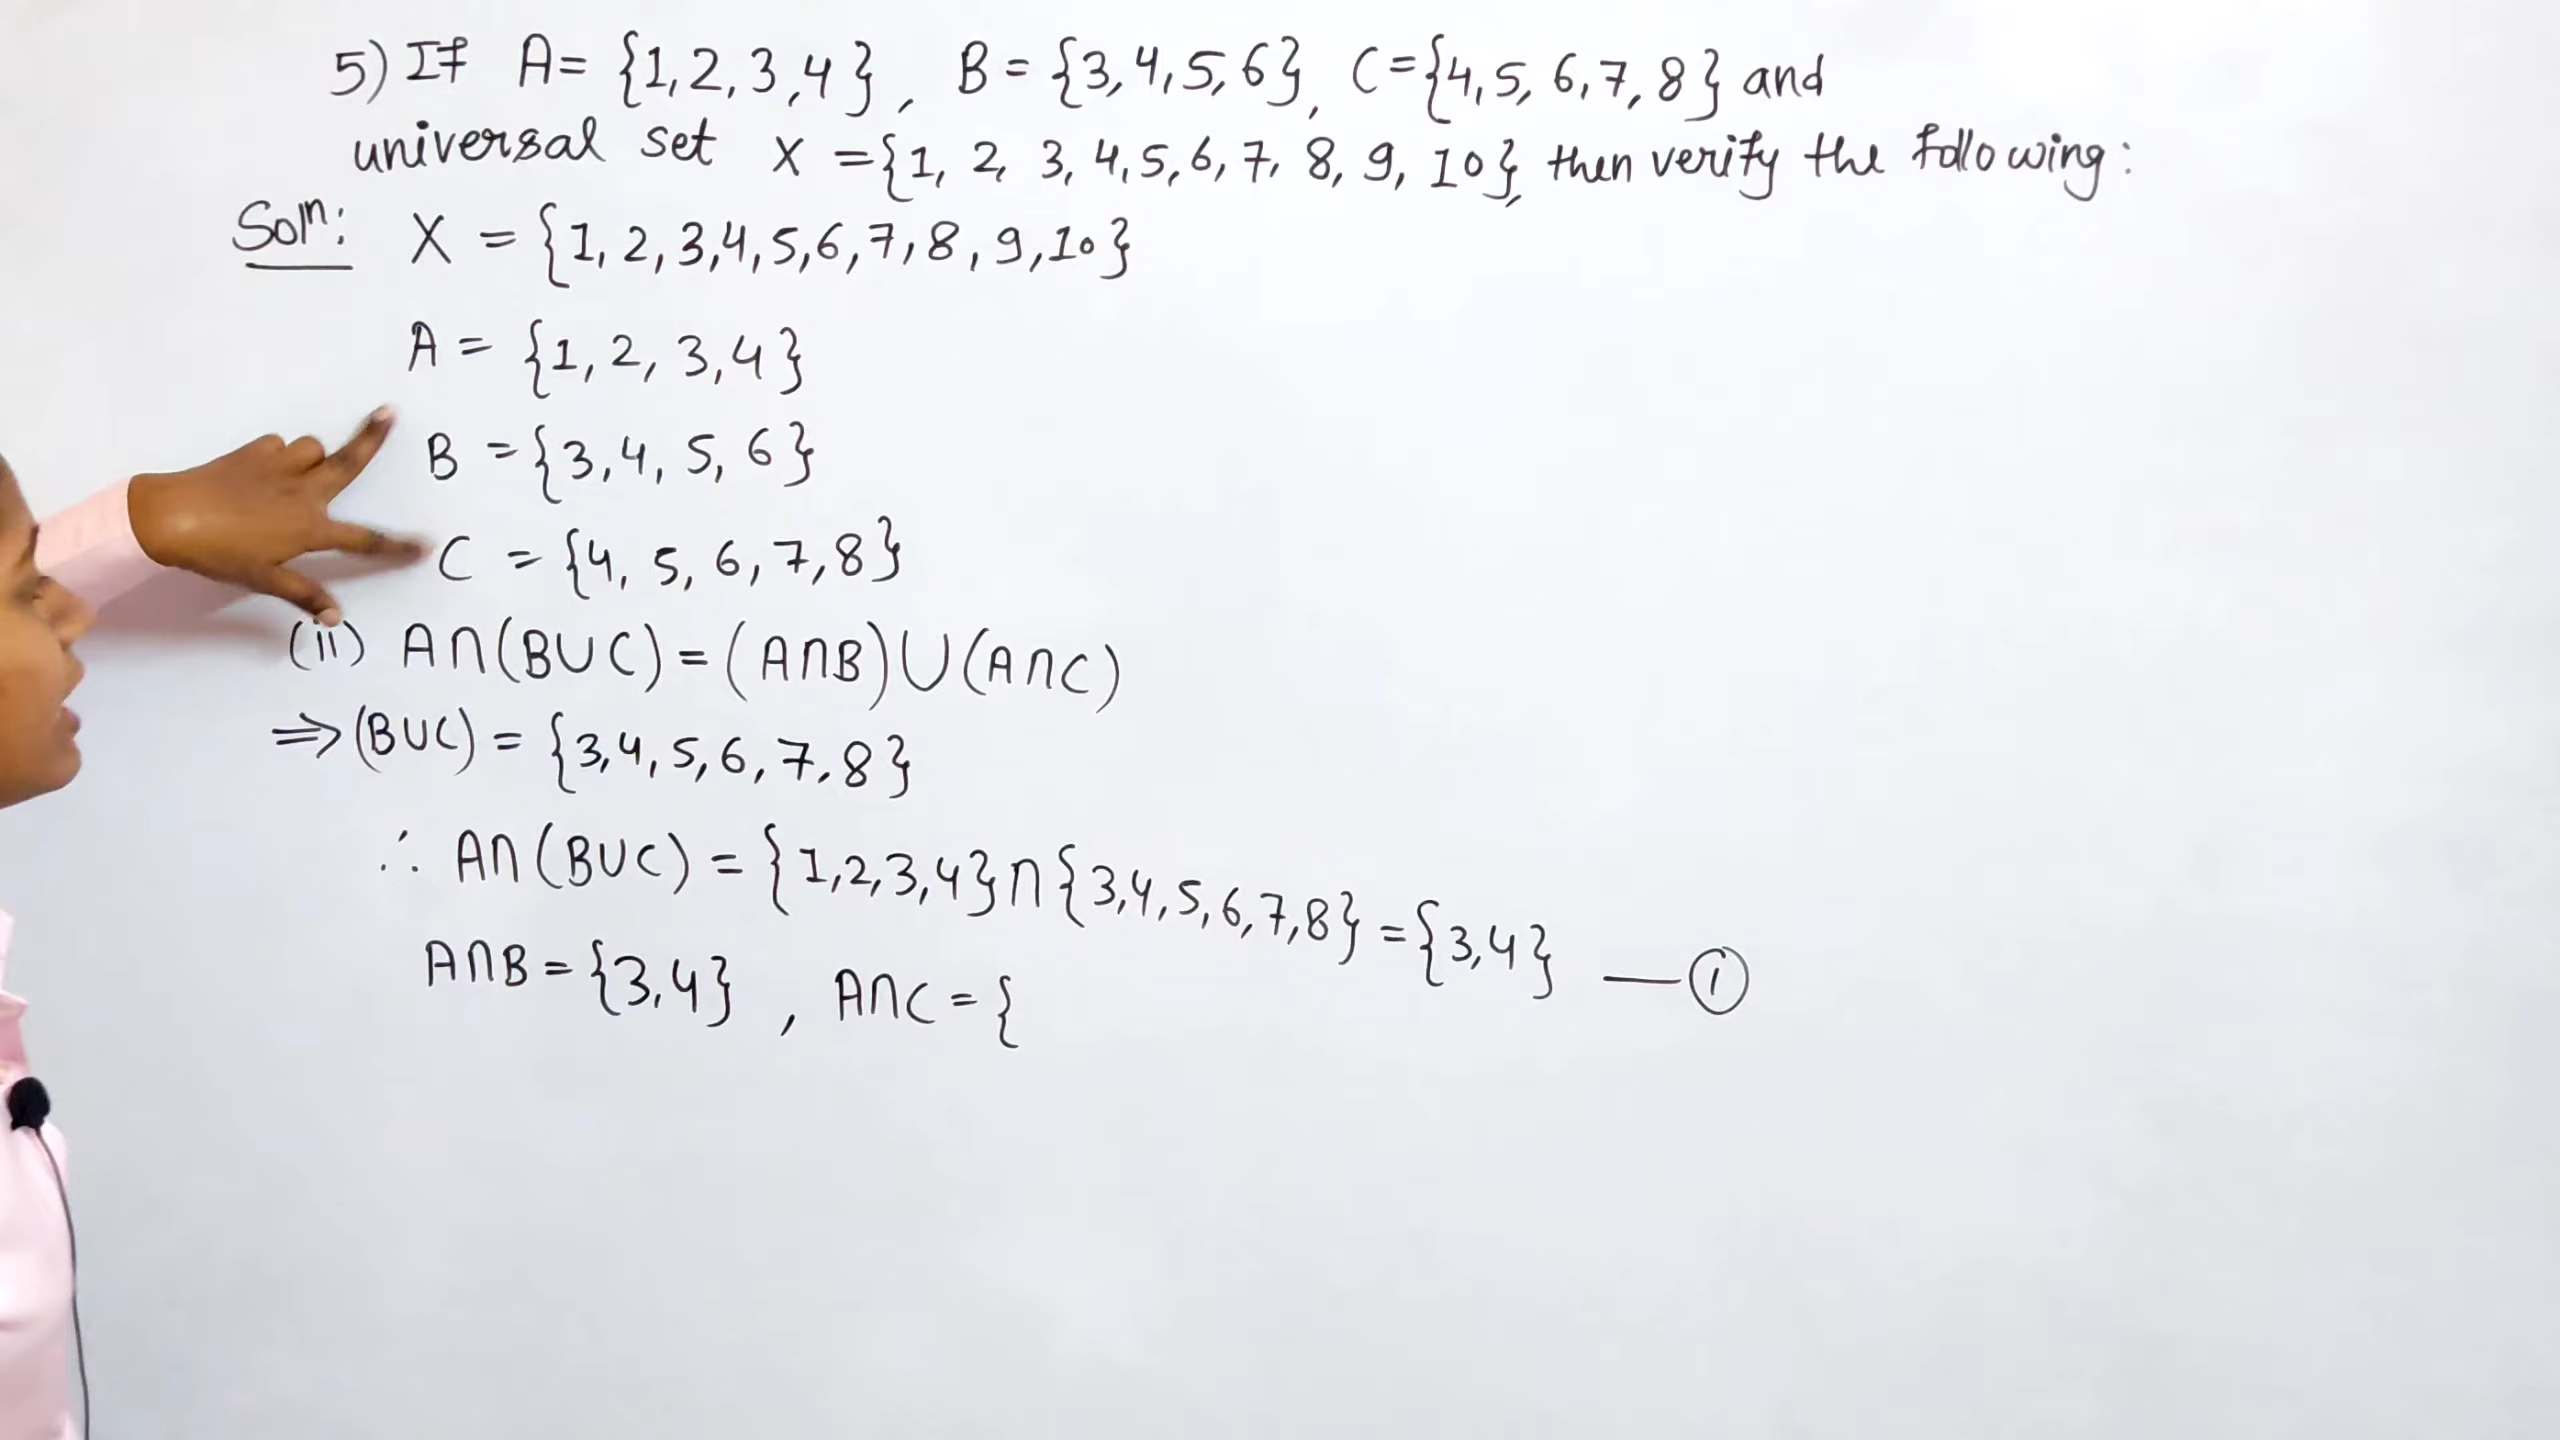 5) If A= {1,2,3,4}, B = {3,4,5,6}, C={4,5,6,7,8} and
universal set X ={1, 2, 3, 4,5,6,7, 8, 9, 10}, then verify the following:
Soln: X = {1,2,3,4,5,6,7,8,9,10}
A = {1,2,3,4}
B = {3,4,5,6}
C = {4,5,6,7,8}
(ii) A∩(B∪C)=(A∩B)∪(A∩C)
⇒(B∪C) = {3,4,5,6,7,8}
∴ A∩(B∪C) = {1,2,3,4}∩{3,4,5,6,7,8} ={3,4} —①
A∩B={3,4} , A∩C={